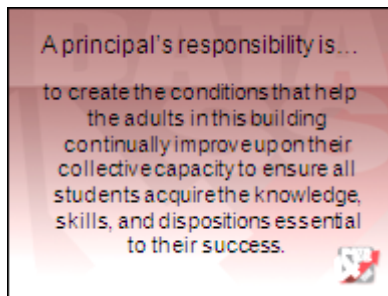 A principal's responsibility is...
to create the conditions that help
the adults in this building
continually improve upon their
collective capacity to ensure all
students acquire the knowledge,
skills, and dispositions essential
to their success.